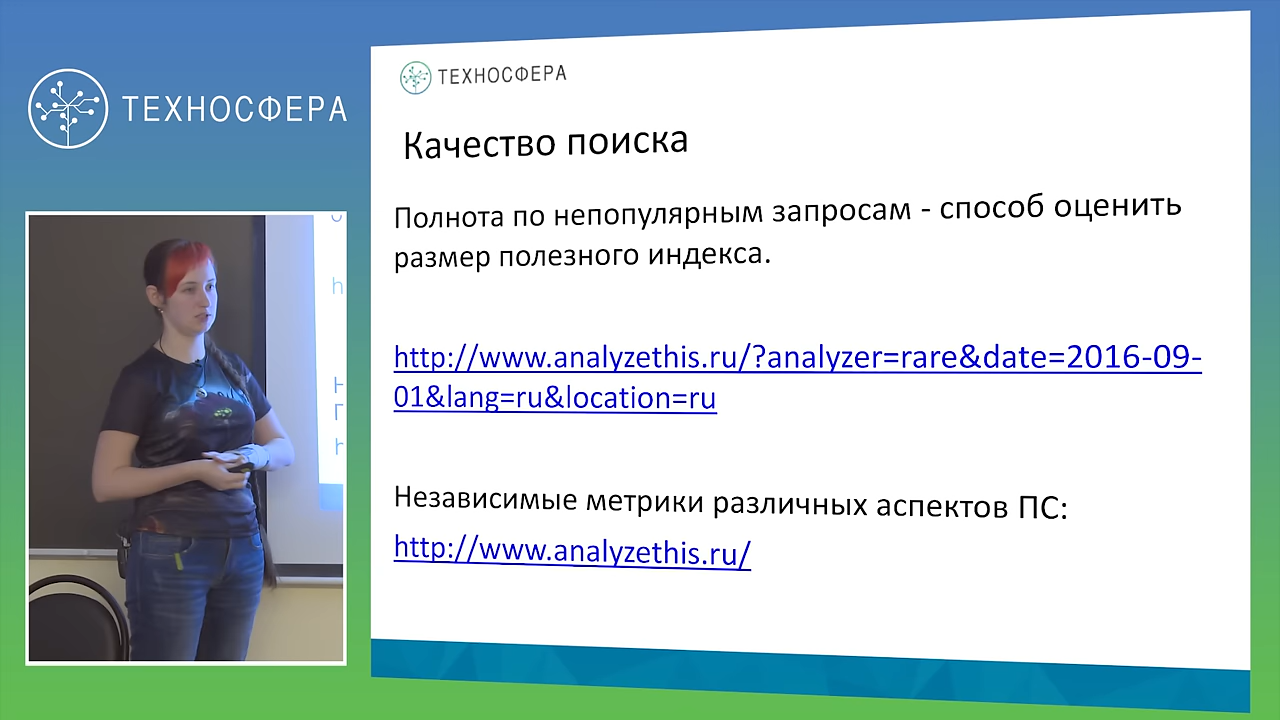 ТЕХНОСФЕРА
ТЕХНОСФЕРА
Качество поиска
Полнота по непопулярным запросам - способ оценить
размер полезного индекса.
http://www.analyzethis.ru/?analyzer=rare&date=2016-09-
01&lang=ru&location=ru
Независимые метрики различных аспектов ПС:
http://www.analyzethis.ru/